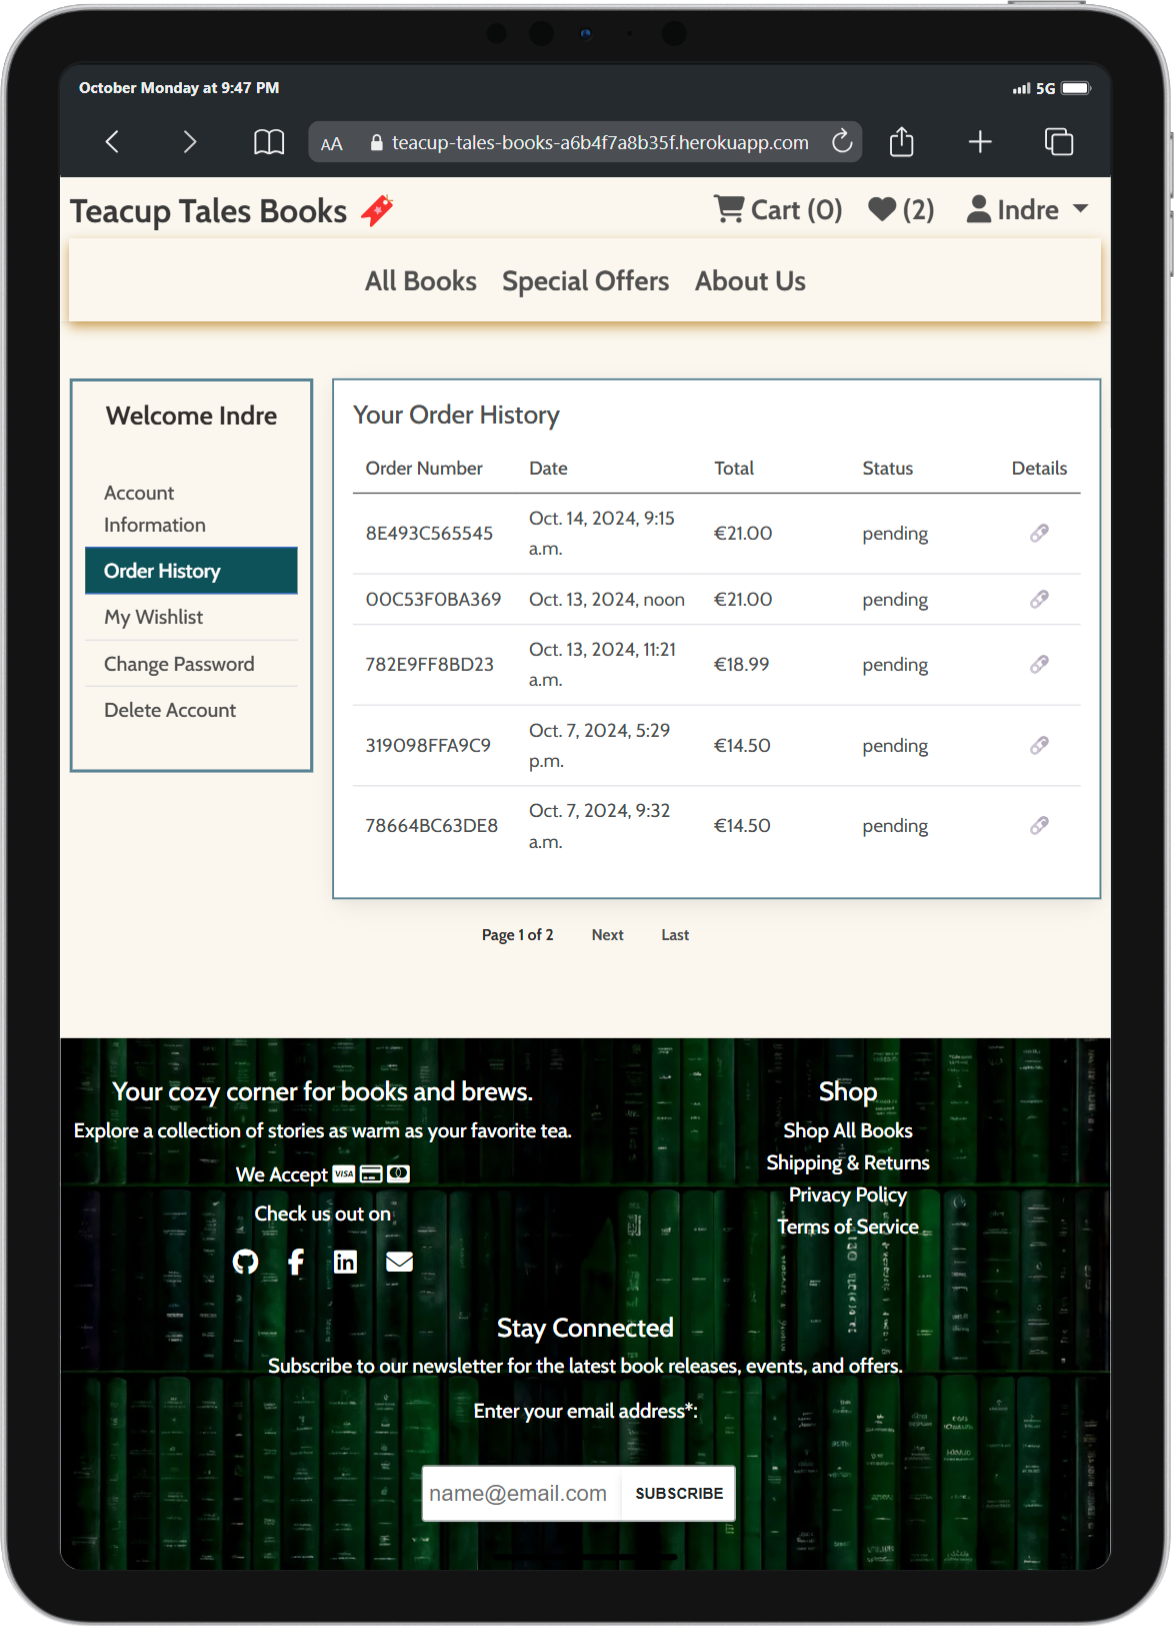 October Monday at 9:47 PM
5G
AA teacup-tales-books-a6b4f7a8b35f.herokuapp.com
Teacup Tales Books
Cart (0) (2) Indre
All Books Special Offers About Us
Welcome Indre
Account
Information
Order History
My Wishlist
Change Password
Delete Account
Your Order History
Order Number Date Total Status Details
8E493C565545 Oct. 14, 2024, 9:15
a.m. €21.00 pending
00C53F0BA369 Oct. 13, 2024, noon €21.00 pending
782E9FF8BD23 Oct. 13, 2024, 11:21
a.m. €18.99 pending
319098FFA9C9 Oct. 7, 2024, 5:29
p.m. €14.50 pending
78664BC63DE8 Oct. 7, 2024, 9:32
a.m. €14.50 pending
Page 1 of 2 Next Last
Your cozy corner for books and brews.
Explore a collection of stories as warm as your favorite tea.
We Accept VISA
Check us out on
Shop
Shop All Books
Shipping & Returns
Privacy Policy
Terms of Service
Stay Connected
Subscribe to our newsletter for the latest book releases, events, and offers.
Enter your email address*:
name@email.com SUBSCRIBE